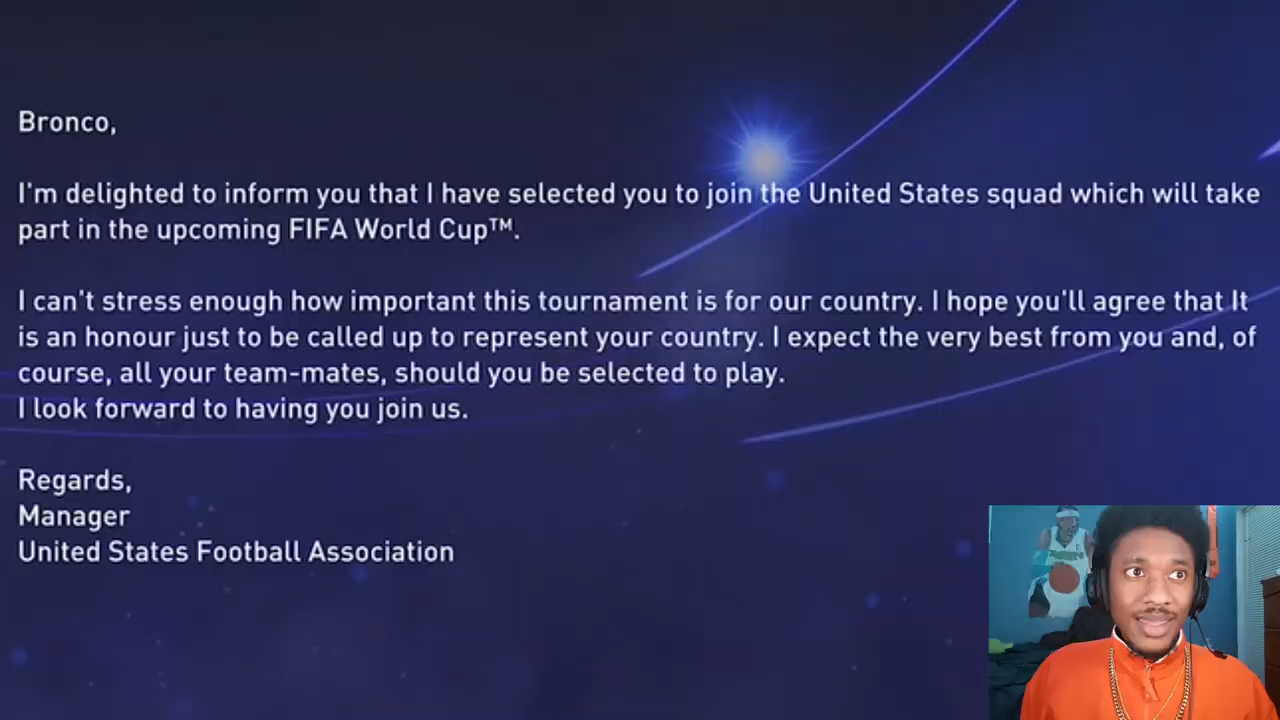 Bronco,
I'm delighted to inform you that I have selected you to join the United States squad which will take
part in the upcoming FIFA World Cup™.
I can't stress enough how important this tournament is for our country. I hope you'll agree that It
is an honour just to be called up to represent your country. I expect the very best from you and, of
course, all your team-mates, should you be selected to play.
I look forward to having you join us.
Regards,
Manager
United States Football Association